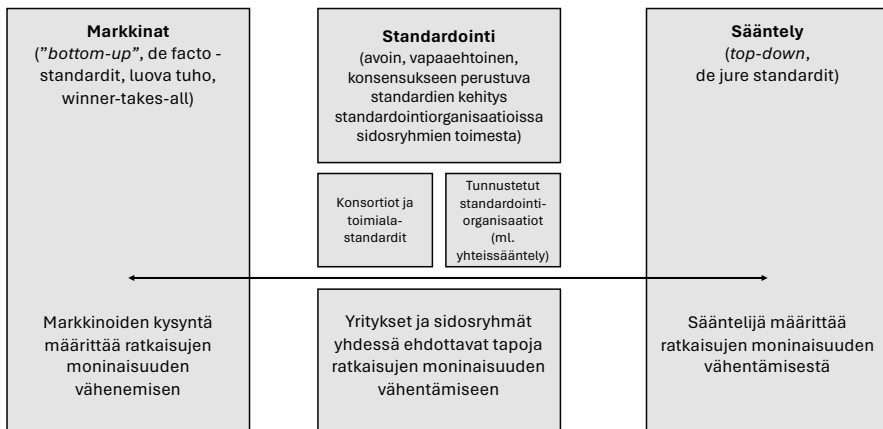 Markkinat
("bottom-up", de facto -
standardit, luova tuho,
winner-takes-all)
Markkinoiden kysyntä
määrittää ratkaisujen
moninaisuuden
vähenemisen
Standardointi
(avoin, vapaaehtoinen,
konsensukseen perustuva
standardien kehitys
standardointiorganisaatioissa
sidosryhmien toimesta)
Konsortiot ja
toimiala-
standardit
Tunnustetut
standardointi-
organisaatiot
(ml.
yhteissääntely)
Yritykset ja sidosryhmät
yhdessä ehdottavat tapoja
ratkaisujen moninaisuuden
vähentämiseen
Sääntely
(top-down,
de jure standardit)
Sääntelijä määrittää
ratkaisujen moninaisuuden
vähentämisestä